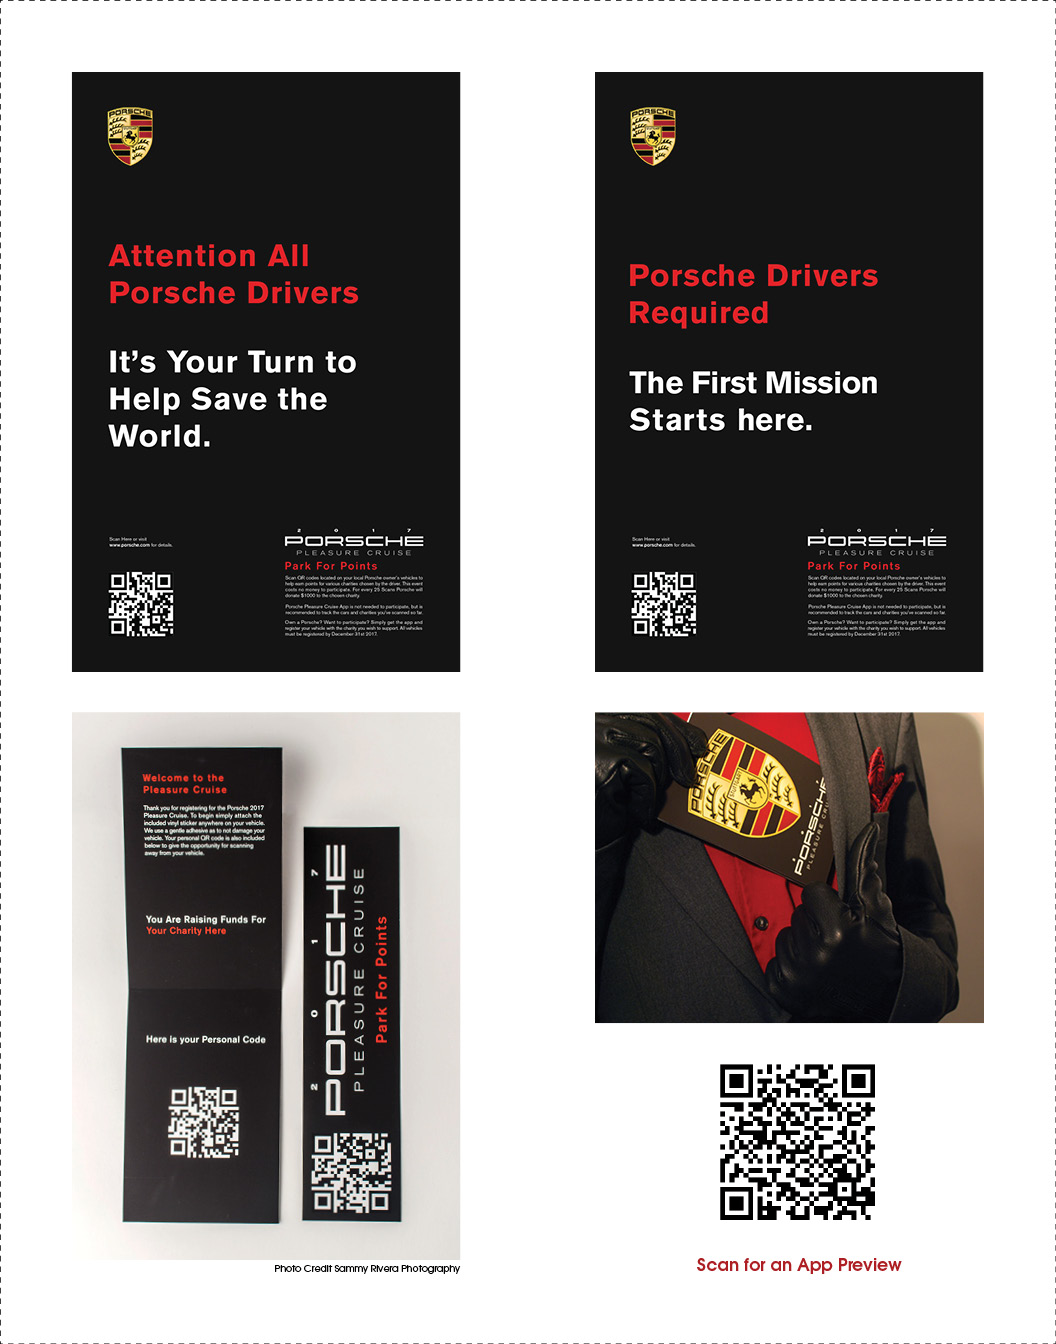 PORSCHE
Attention All
Porsche Drivers
It's Your Turn to
Help Save the
World.
Scan Here or visit
www.porsche.com for details.
2 0 1 7
PORSCHE
PLEASURE CRUISE
Park For Points
Scan QR codes located on your local Porsche owner's vehicles to
help earn points for various charities chosen by the driver. This event
costs no money to participate. For every 25 Scans Porsche will
donate $1000 to the chosen charity.
Porsche Pleasure Cruise App is not needed to participate, but is
recommended to track the cars and charities you've scanned so far.
Own a Porsche? Want to participate? Simply get the app and
register your vehicle with the charity you wish to support. All vehicles
must be registered by December 31st 2017.
PORSCHE
Porsche Drivers
Required
The First Mission
Starts here.
Scan Here or visit
www.porsche.com for details.
2 0 1 7
PORSCHE
PLEASURE CRUISE
Park For Points
Scan QR codes located on your local Porsche owner's vehicles to
help earn points for various charities chosen by the driver. This event
costs no money to participate. For every 25 Scans Porsche will
donate $1000 to the chosen charity.
Porsche Pleasure Cruise App is not needed to participate, but is
recommended to track the cars and charities you've scanned so far.
Own a Porsche? Want to participate? Simply get the app and
register your vehicle with the charity you wish to support. All vehicles
must be registered by December 31st 2017.
Welcome to the
Pleasure Cruise
Thank you for registering for the Porsche 2017
Pleasure Cruise. To begin simply attach the
included vinyl sticker anywhere on your vehicle.
We use a gentle adhesive as to not damage your
vehicle. Your personal QR code is also included
below to give the opportunity for scanning
away from your vehicle.
You Are Raising Funds For
Your Charity Here
Here is your Personal Code
2 0 1 7
PORSCHE
PLEASURE CRUISE
Park For Points
Photo Credit Sammy Rivera Photography
PORSCHE
STUTTGART
PORSCHE
PLEASURE
Scan for an App Preview